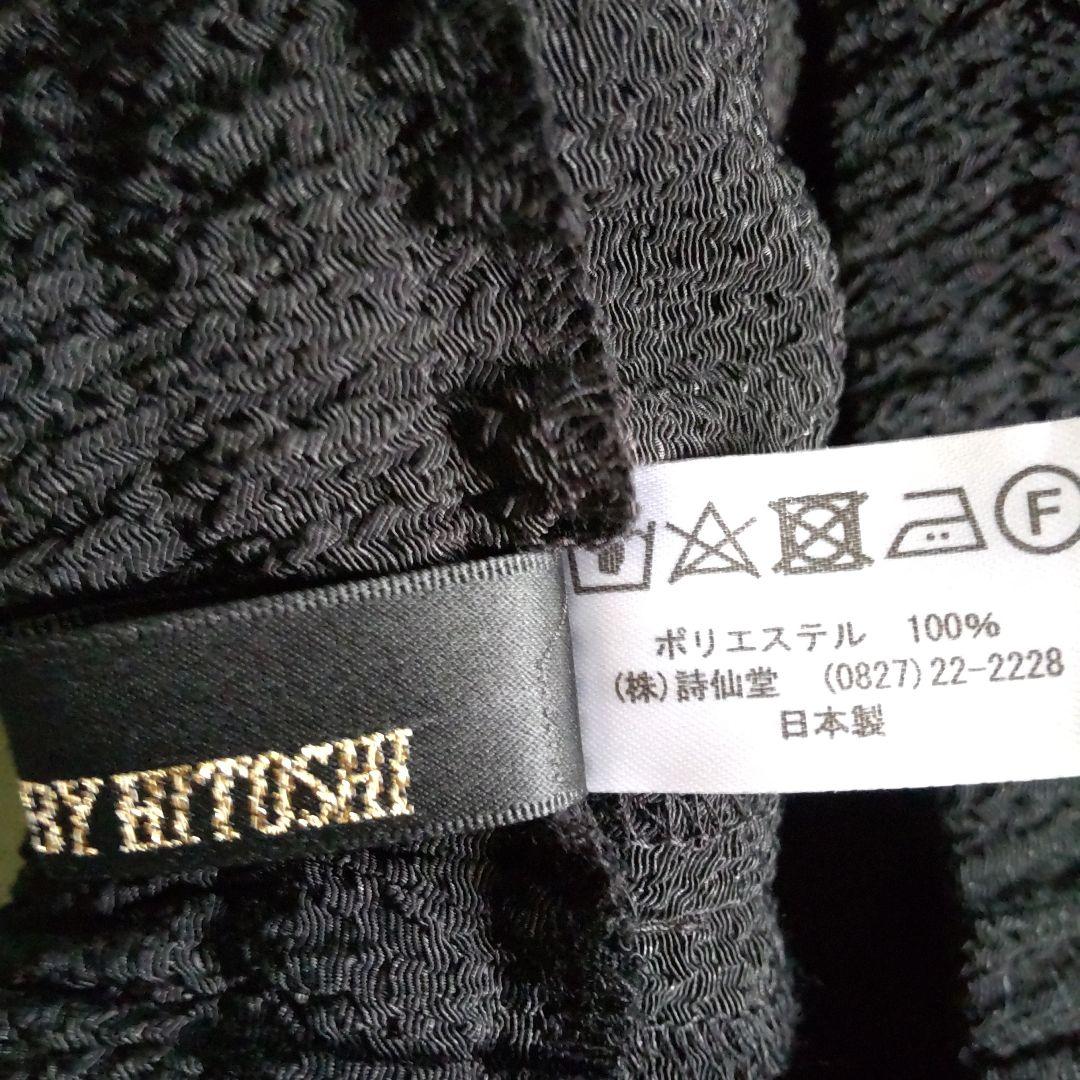 F
ポリエステル 100%
(株)詩仙堂 (0827)22-2228
日本製
BY HITOSHI